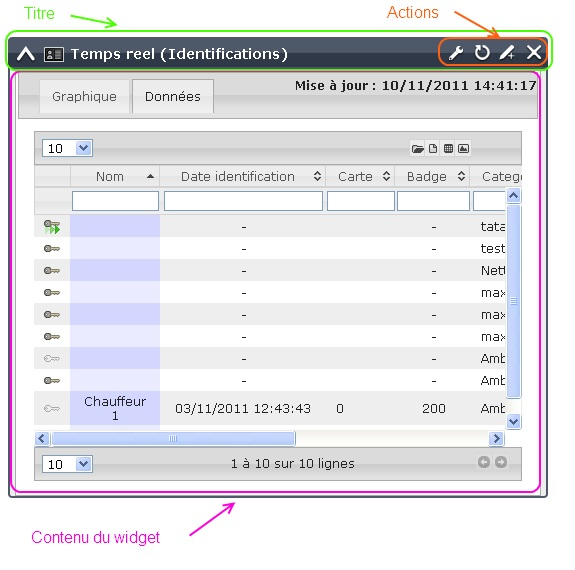 Titre
Actions
Temps reel (Identifications)
Mise à jour : 10/11/2011 14:41:17
Graphique Données
10
Nom Date identification Carte Badge Categ
- - tata
- - test
- - Nett
- - max
- - max
- - max
- - Amb
- - Amb
Chauffeur
1 03/11/2011 12:43:43 0 200 Amb
10 1 à 10 sur 10 lignes
Contenu du widget